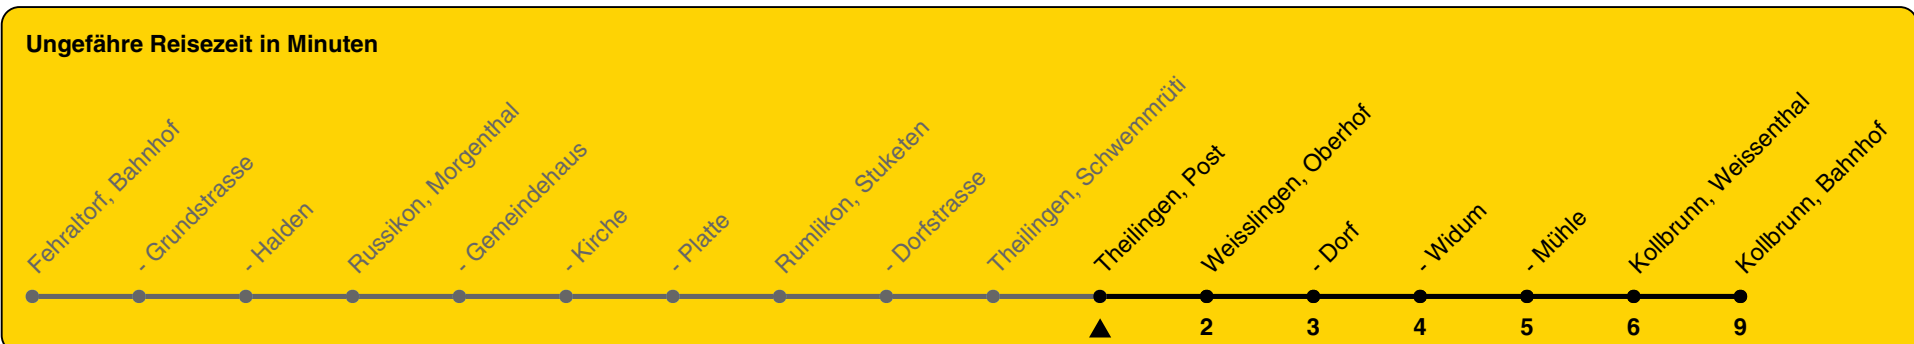 Ungefähre Reisezeit in Minuten
Fehraltorf, Bahnhof
- Grundstrasse
- Halden
Russikon, Morgenthal
- Gemeindehaus
- Kirche
- Platte
Rumlikon, Stuketen
- Dorfstrasse
Theilingen, Schwemmrüti
Theilingen, Post
Weisslingen, Oberhof
- Dorf
- Widum
- Mühle
Kollbrunn, Weissenthal
Kollbrunn, Bahnhof
2 3 4 5 6 9